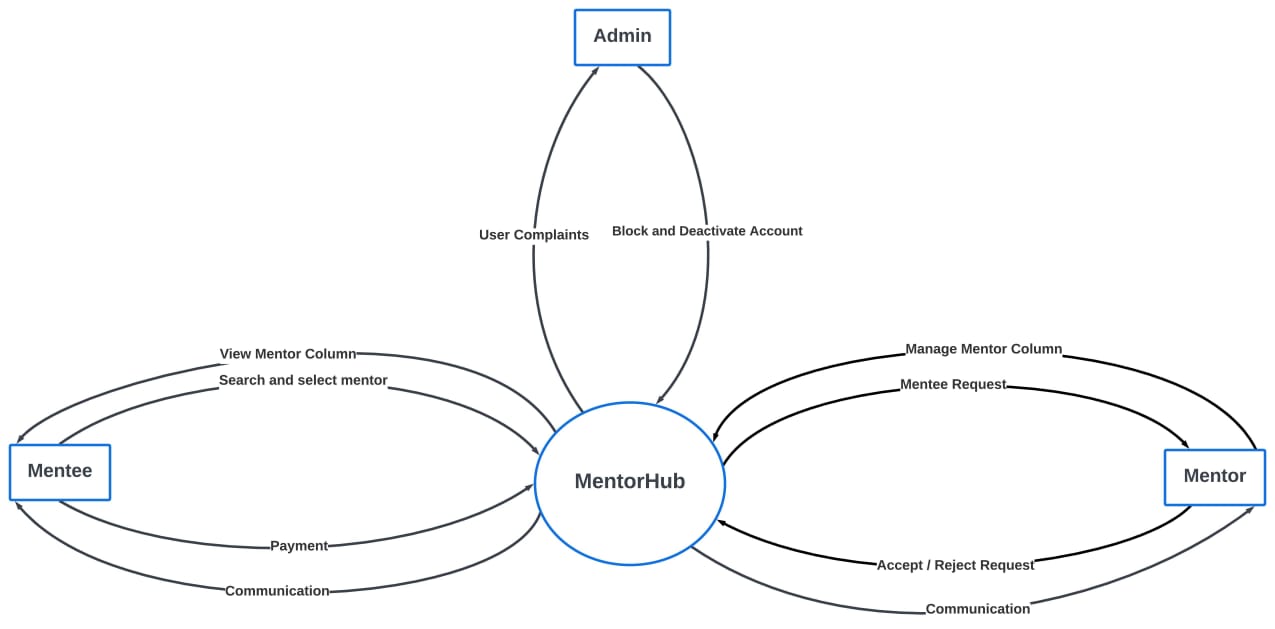 Admin
User Complaints
Block and Deactivate Account
View Mentor Column
Search and select mentor
Manage Mentor Column
Mentee Request
Mentee
MentorHub
Mentor
Payment
Communication
Accept / Reject Request
Communication